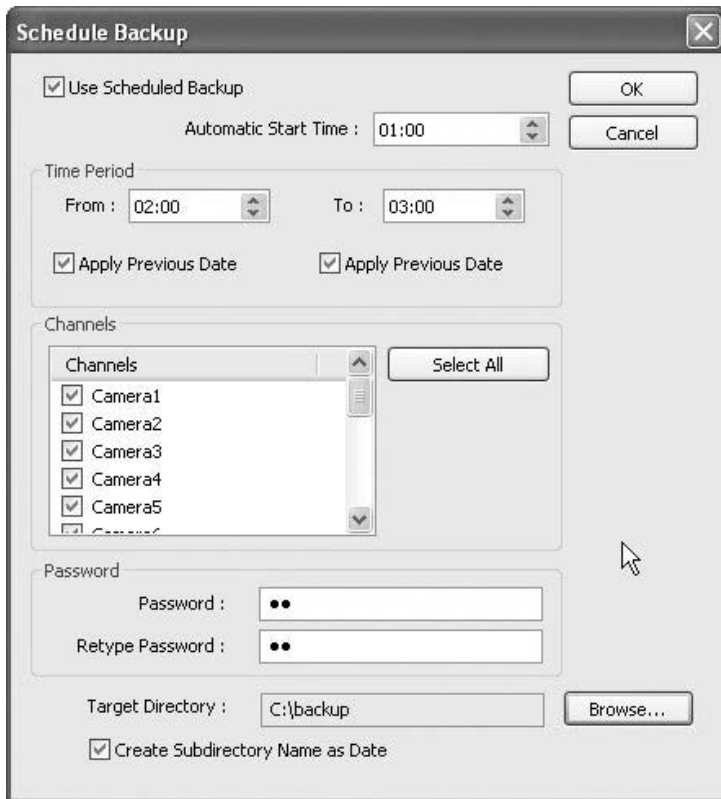 Schedule Backup
Use Scheduled Backup
OK
Automatic Start Time : 01:00
Cancel
Time Period
From : 02:00 To : 03:00
Apply Previous Date Apply Previous Date
Channels
Channels
Select All
Camera1
Camera2
Camera3
Camera4
Camera5
Password
Password : ••
Retype Password : ••
Target Directory : C:\backup
Browse...
Create Subdirectory Name as Date